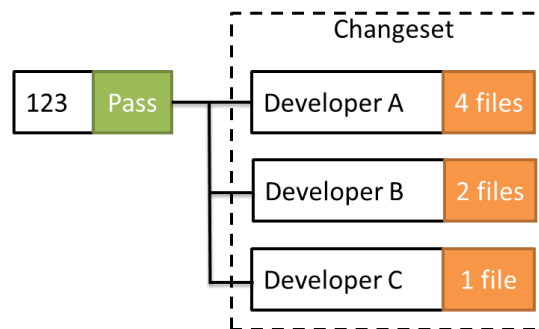 Changeset
123 Pass Developer A 4 files
Developer B 2 files
Developer C 1 file